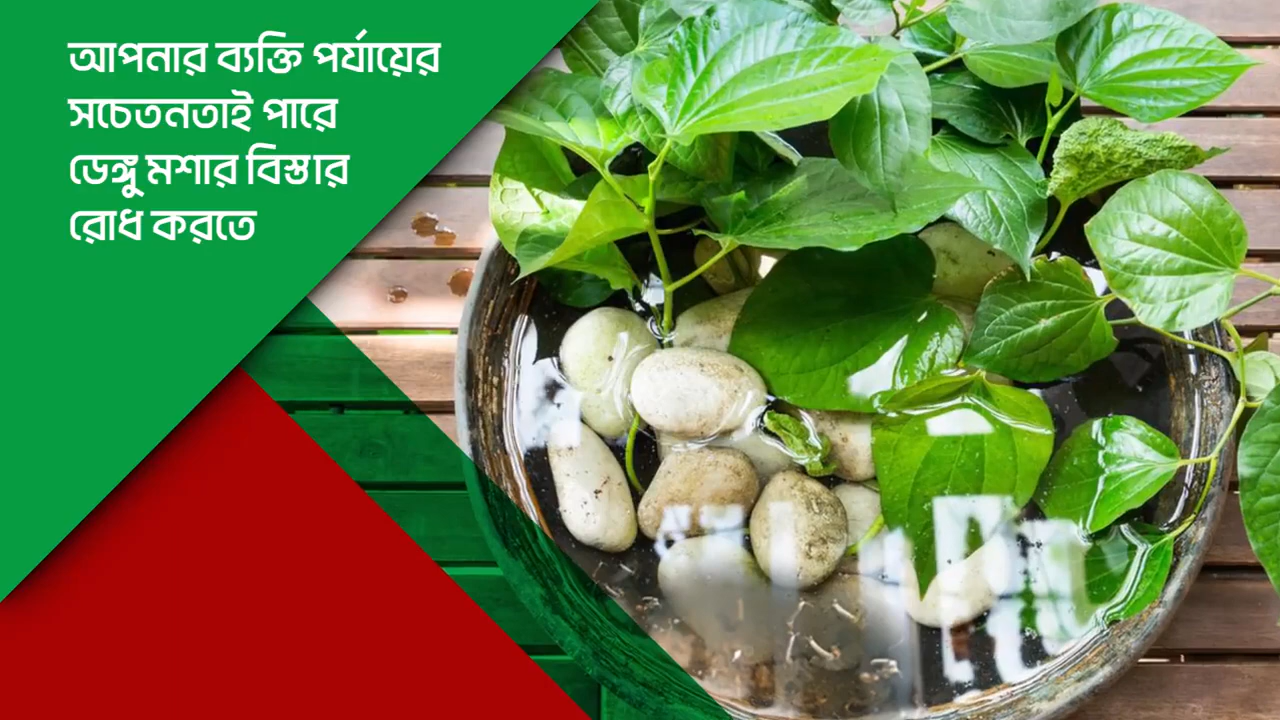 আপনার ব্যক্তি পর্যায়ের
সচেতনতাই পারে
ডেঙ্গু মশার বিস্তার
রোধ করতে